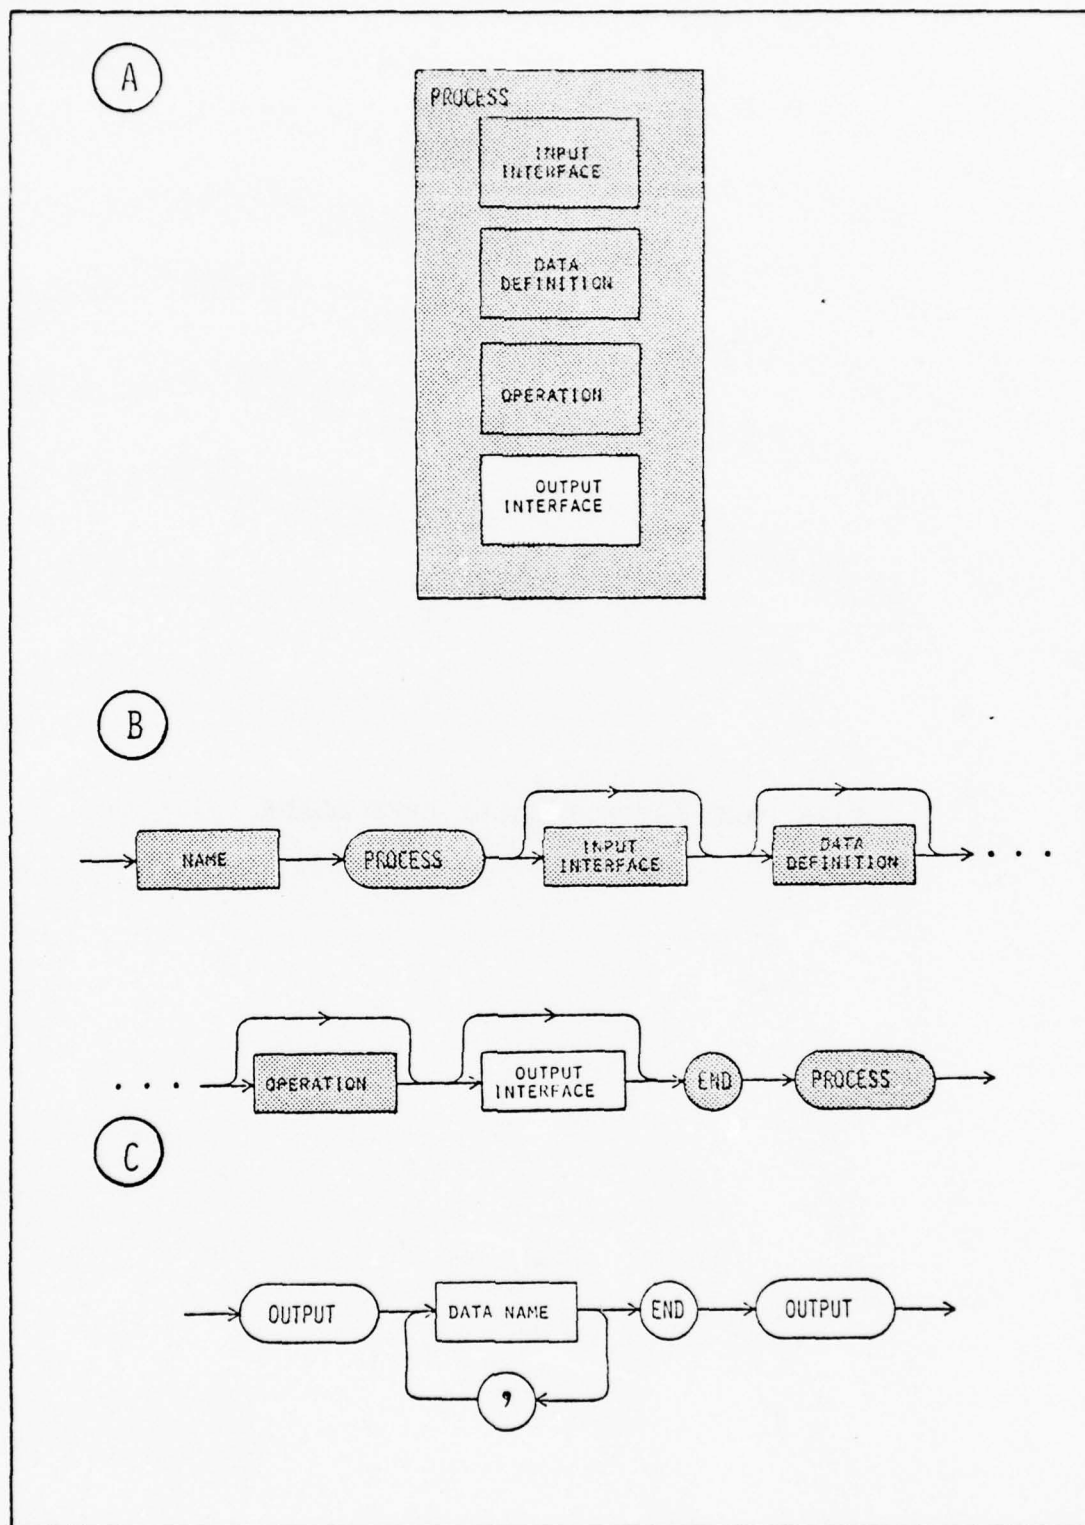 A
PROCESS
INPUT
INTERFACE
DATA
DEFINITION
OPERATION
OUTPUT
INTERFACE
B
NAME
PROCESS
INPUT
INTERFACE
DATA
DEFINITION
. . .
. . .
OPERATION
OUTPUT
INTERFACE
END
PROCESS
C
OUTPUT
DATA NAME
END
OUTPUT
,